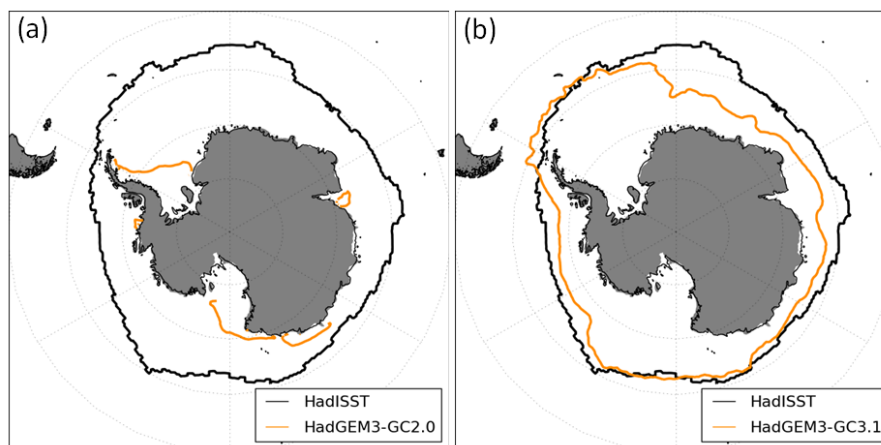 (a)
HadISST
HadGEM3-GC2.0
(b)
HadISST
HadGEM3-GC3.1